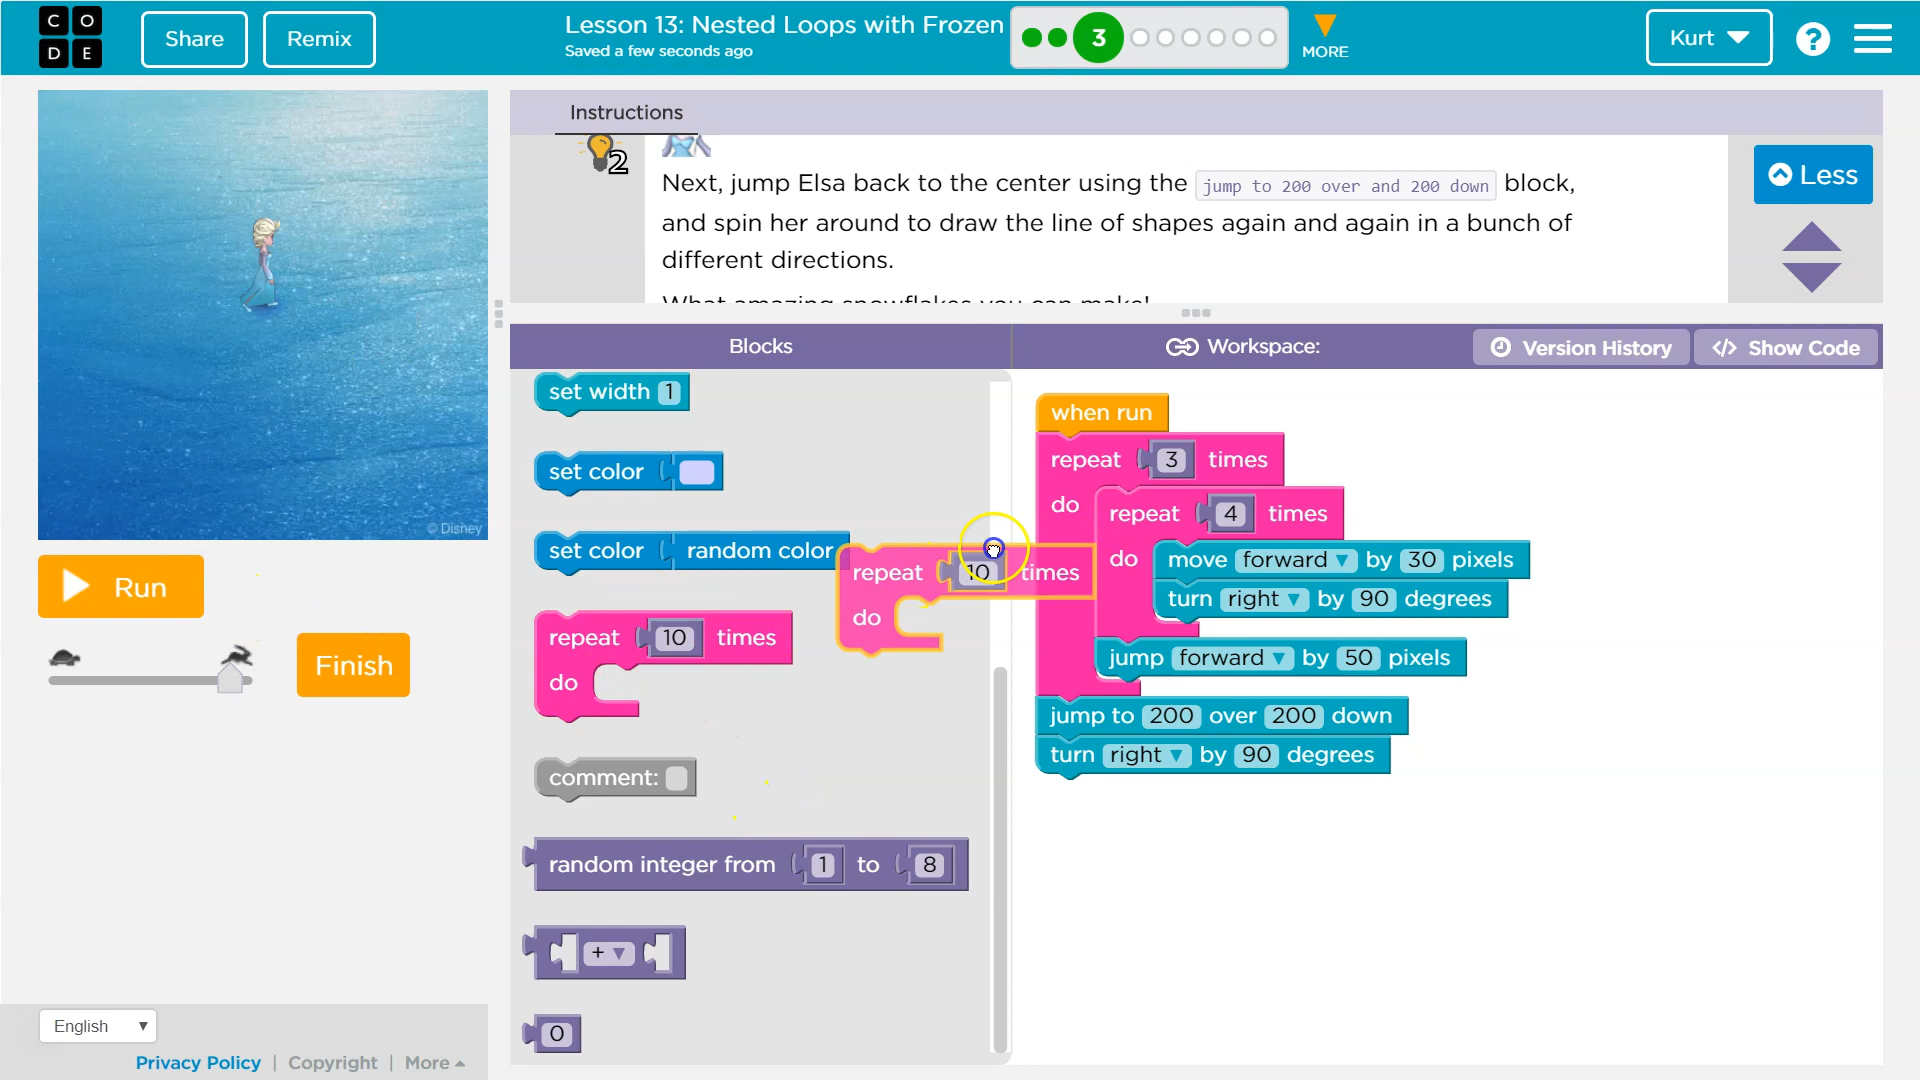 C O
D E
Share
Remix
Lesson 13: Nested Loops with Frozen
Saved a few seconds ago
3
MORE
Kurt
?
Instructions
2
Next, jump Elsa back to the center using the jump to 200 over and 200 down block,
and spin her around to draw the line of shapes again and again in a bunch of
different directions.
What amazing snowflakes you can make!
Less
© Disney
Run
Finish
Blocks
Workspace:
Version History
</> Show Code
set width 1
set color
set color random color
repeat 10 times
do
repeat 10 times
do
comment:
random integer from 1 to 8
+
0
when run
repeat 3 times
do
repeat 4 times
do
move forward by 30 pixels
turn right by 90 degrees
jump forward by 50 pixels
jump to 200 over 200 down
turn right by 90 degrees
English
Privacy Policy | Copyright | More